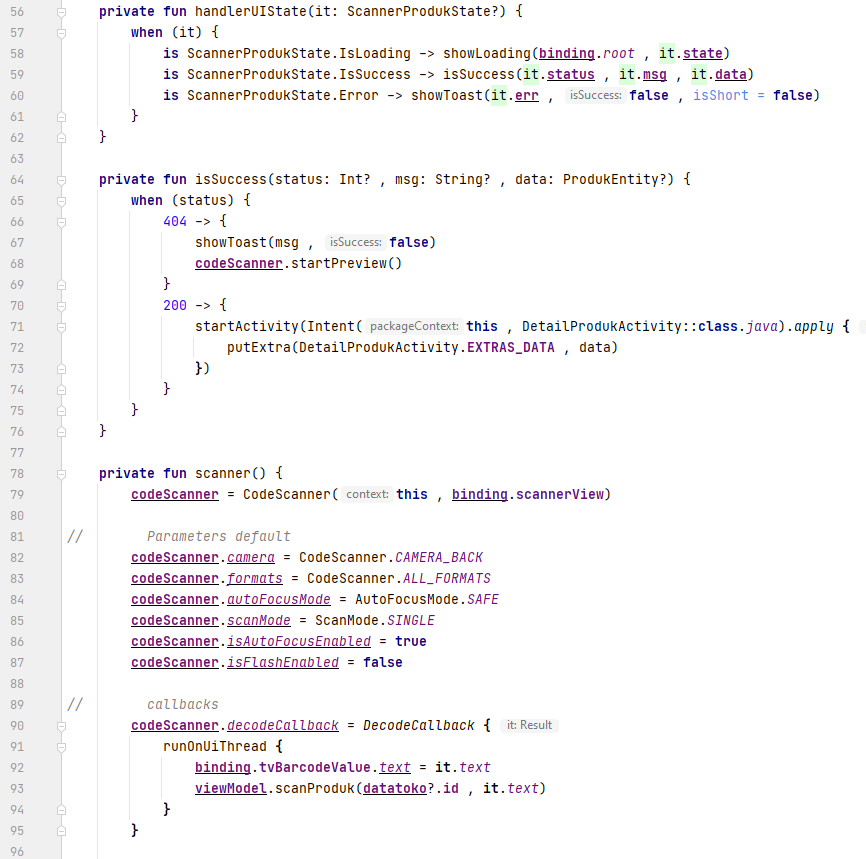 56 private fun handlerUIState(it: ScannerProdukState?) {
57 when (it) {
58 is ScannerProdukState.IsLoading -> showLoading(binding.root , it.state)
59 is ScannerProdukState.IsSuccess -> isSuccess(it.status , it.msg , it.data)
60 is ScannerProdukState.Error -> showToast(it.err , isSuccess: false , isShort = false)
61 }
62 }
63
64 private fun isSuccess(status: Int? , msg: String? , data: ProdukEntity?) {
65 when (status) {
66 404 -> {
67 showToast(msg , isSuccess: false)
68 codeScanner.startPreview()
69 }
70 200 -> {
71 startActivity(Intent( packageContext: this , DetailProdukActivity::class.java).apply {
72 putExtra(DetailProdukActivity.EXTRAS_DATA , data)
73 })
74 }
75 }
76 }
77
78 private fun scanner() {
79 codeScanner = CodeScanner( context: this , binding.scannerView)
80
81 // Parameters default
82 codeScanner.camera = CodeScanner.CAMERA_BACK
83 codeScanner.formats = CodeScanner.ALL_FORMATS
84 codeScanner.autoFocusMode = AutoFocusMode.SAFE
85 codeScanner.scanMode = ScanMode.SINGLE
86 codeScanner.isAutoFocusEnabled = true
87 codeScanner.isFlashEnabled = false
88
89 // callbacks
90 codeScanner.decodeCallback = DecodeCallback { it: Result
91 runOnUiThread {
92 binding.tvBarcodeValue.text = it.text
93 viewModel.scanProduk(datatoko?.id , it.text)
94 }
95 }
96